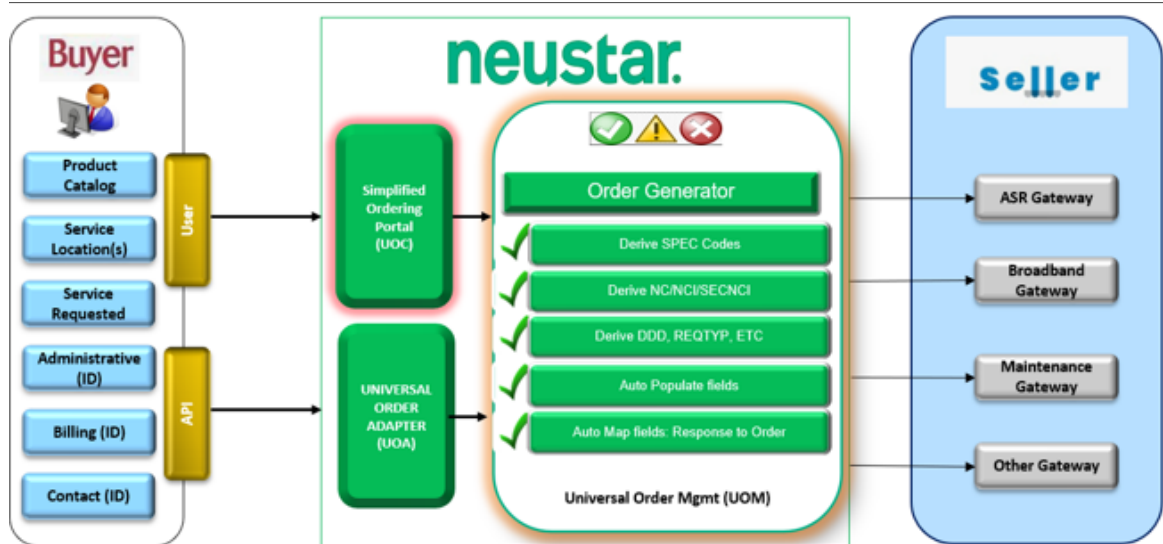 Buyer
Product
Catalog
Service
Location(s)
Service
Requested
Administrative
(ID)
Billing (ID)
Contact (ID)
User
API
neustar.
Simplified
Ordering
Portal
(UOC)
UNIVERSAL
ORDER
ADAPTER
(UOA)
Order Generator
Derive SPEC Codes
Derive NC/NCI/SECNCI
Derive DDD, REQTYP, ETC
Auto Populate fields
Auto Map fields: Response to Order
Universal Order Mgmt (UOM)
Seller
ASR Gateway
Broadband
Gateway
Maintenance
Gateway
Other Gateway